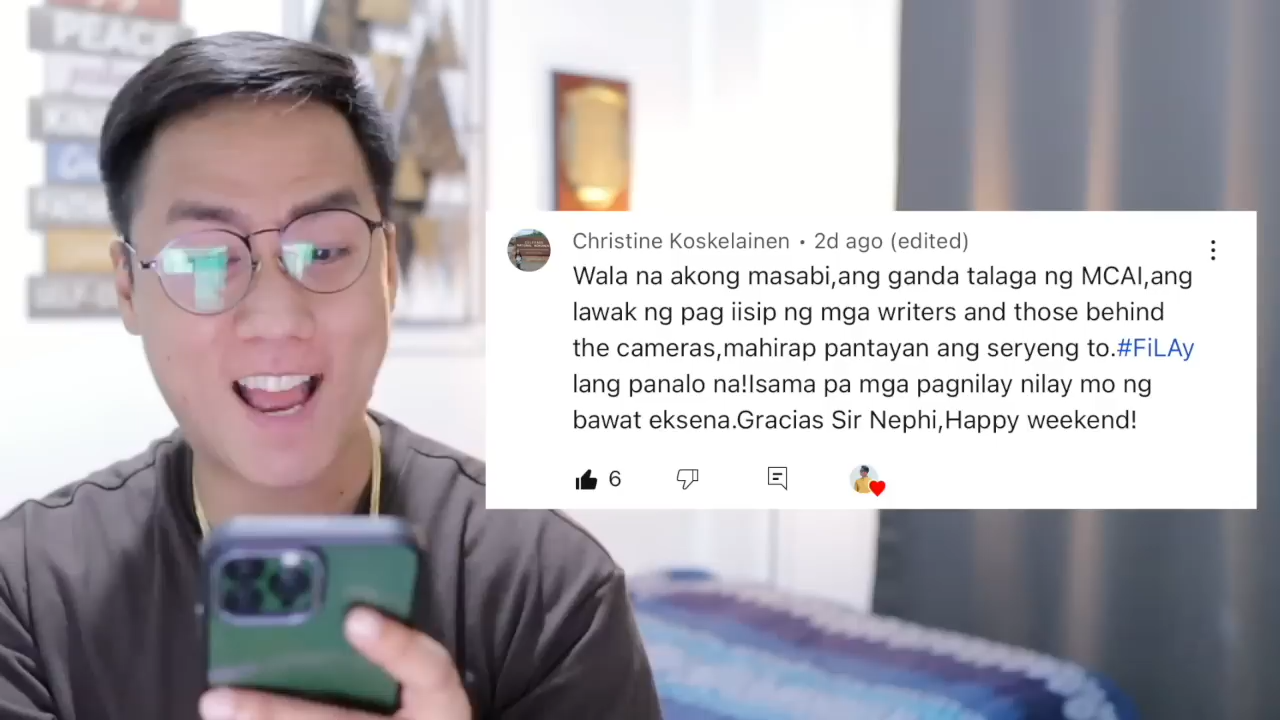 PEACE
Christine Koskelainen • 2d ago (edited)
Wala na akong masabi,ang ganda talaga ng MCAI,ang
lawak ng pag iisip ng mga writers and those behind
the cameras,mahirap pantayan ang seryeng to.#FiLAy
lang panalo na!Isama pa mga pagnilay nilay mo ng
bawat eksena.Gracias Sir Nephi,Happy weekend!
6